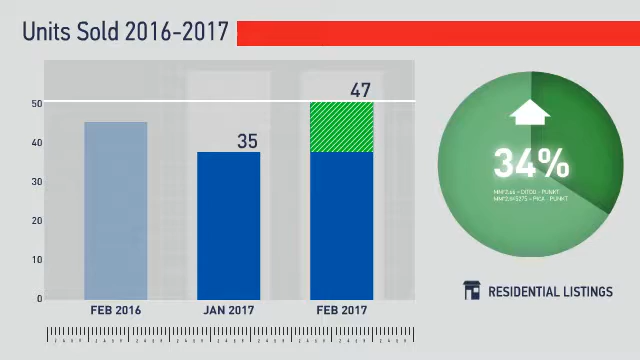 Units Sold 2016-2017
47
50
40
35
30
20
10
0
34%
FEB 2016
JAN 2017
FEB 2017
RESIDENTIAL LISTINGS